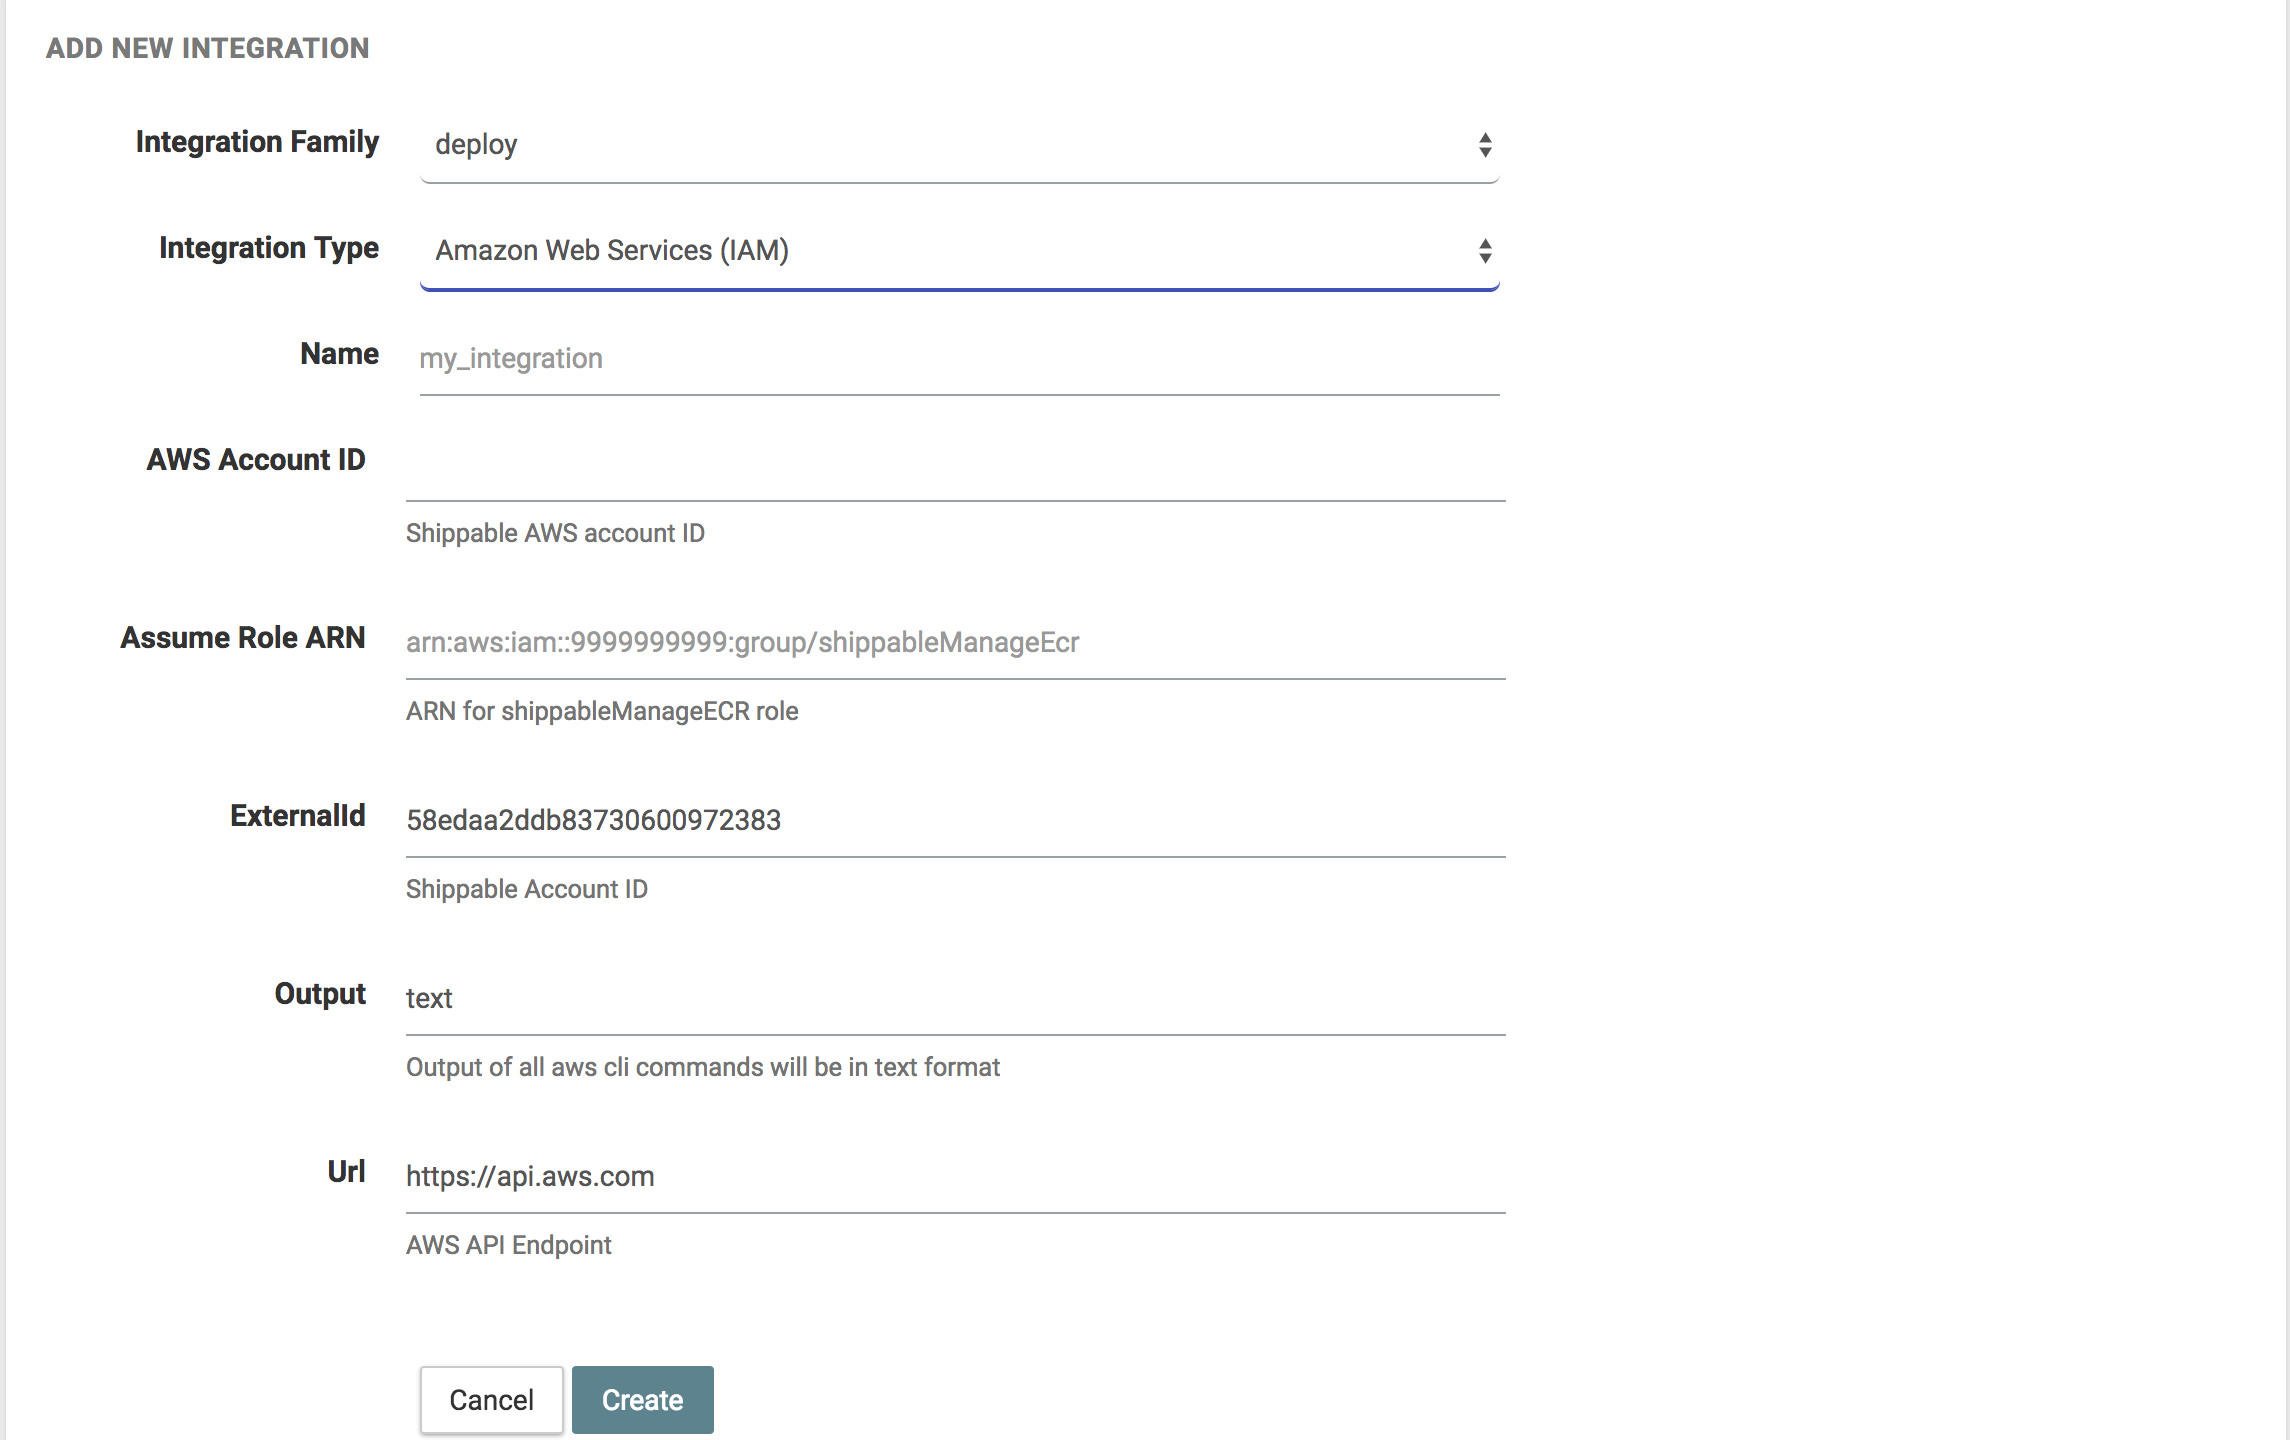 ADD NEW INTEGRATION
Integration Family deploy
Integration Type Amazon Web Services (IAM)
Name my_integration
AWS Account ID
Shippable AWS account ID
Assume Role ARN arn:aws:iam::9999999999:group/shippableManageEcr
ARN for shippableManageECR role
ExternalId 58edaa2ddb83730600972383
Shippable Account ID
Output text
Output of all aws cli commands will be in text format
Url https://api.aws.com
AWS API Endpoint
Cancel Create